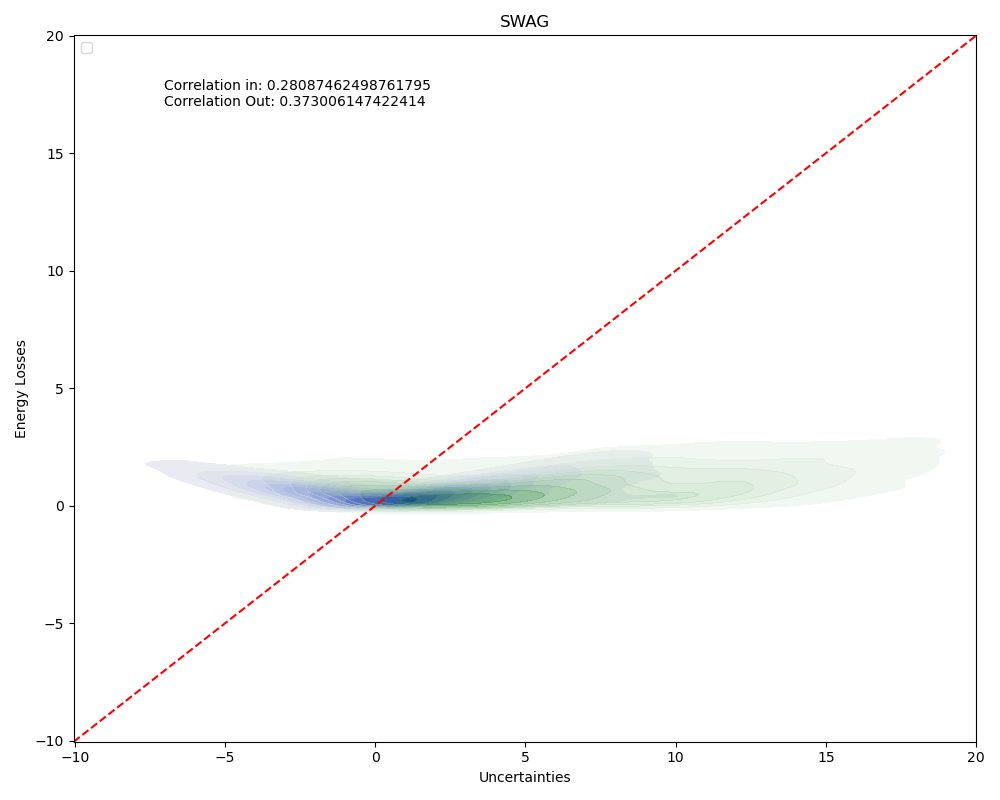 SWAG
20
Correlation in: 0.28087462498761795
Correlation Out: 0.373006147422414
15
10
5
0
−5
−10
Energy Losses
−10 −5 0 5 10 15 20
Uncertainties